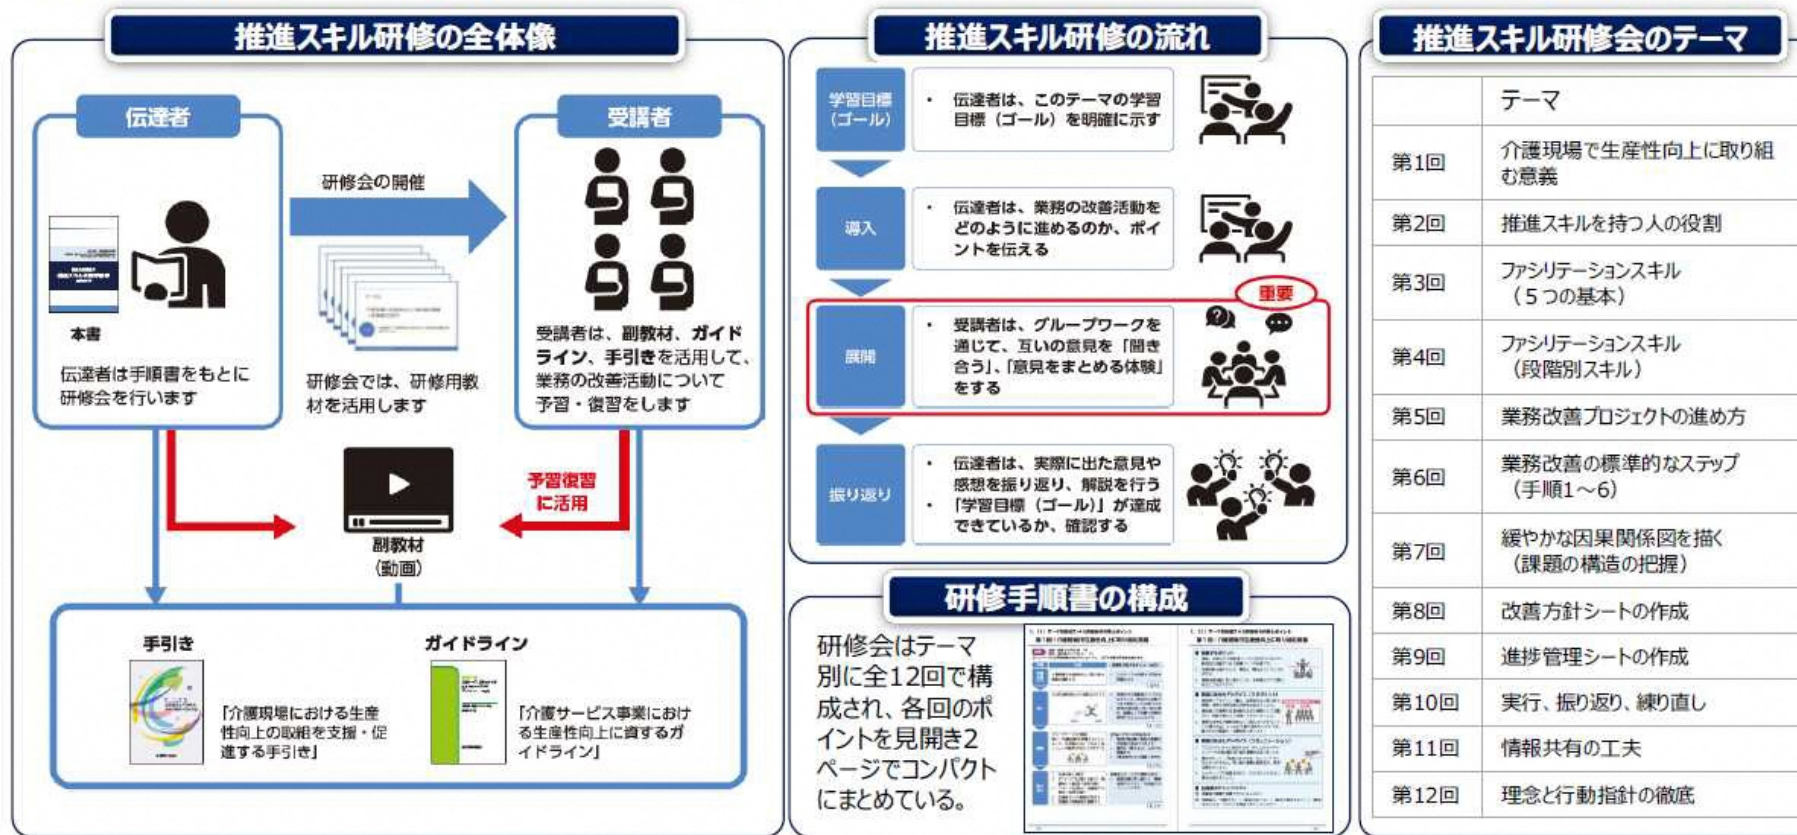 推進スキル研修の全体像
伝達者
受講者
研修会の開催
本書
伝達者は手順書をもとに
研修会を行います
研修会では、研修用教
材を活用します
受講者は、副教材、ガイド
ライン、手引きを活用して、
業務の改善活動について
予習・復習をします
予習復習
に活用
副教材
(動画)
手引き
「介護現場における生産
性向上の取組を支援・促
進する手引き」
ガイドライン
「介護サービス事業におけ
る生産性向上に資するガ
イドライン」
推進スキル研修の流れ
学習目標
(ゴール)
・ 伝達者は、このテーマの学習
目標（ゴール）を明確に示す
導入
・ 伝達者は、業務の改善活動を
どのように進めるのか、ポイ
ントを伝える
重要
展開
・ 受講者は、グループワークを
通じて、互いの意見を「聞き
合う」、「意見をまとめる体験」
をする
振り返り
・ 伝達者は、実際に出た意見や
感想を振り返り、解説を行う
・ 「学習目標（ゴール）」が達成
できているか、確認する
研修手順書の構成
研修会はテーマ
別に全12回で構
成され、各回のポ
イントを見開き2
ページでコンパクト
にまとめている。
推進スキル研修会のテーマ
テーマ
第1回 介護現場で生産性向上に取り組
む意義
第2回 推進スキルを持つ人の役割
第3回 ファシリテーションスキル
（５つの基本）
第4回 ファシリテーションスキル
（段階別スキル）
第5回 業務改善プロジェクトの進め方
第6回 業務改善の標準的なステップ
（手順1～6）
第7回 緩やかな因果関係図を描く
（課題の構造の把握）
第8回 改善方針シートの作成
第9回 進捗管理シートの作成
第10回 実行、振り返り、練り直し
第11回 情報共有の工夫
第12回 理念と行動指針の徹底